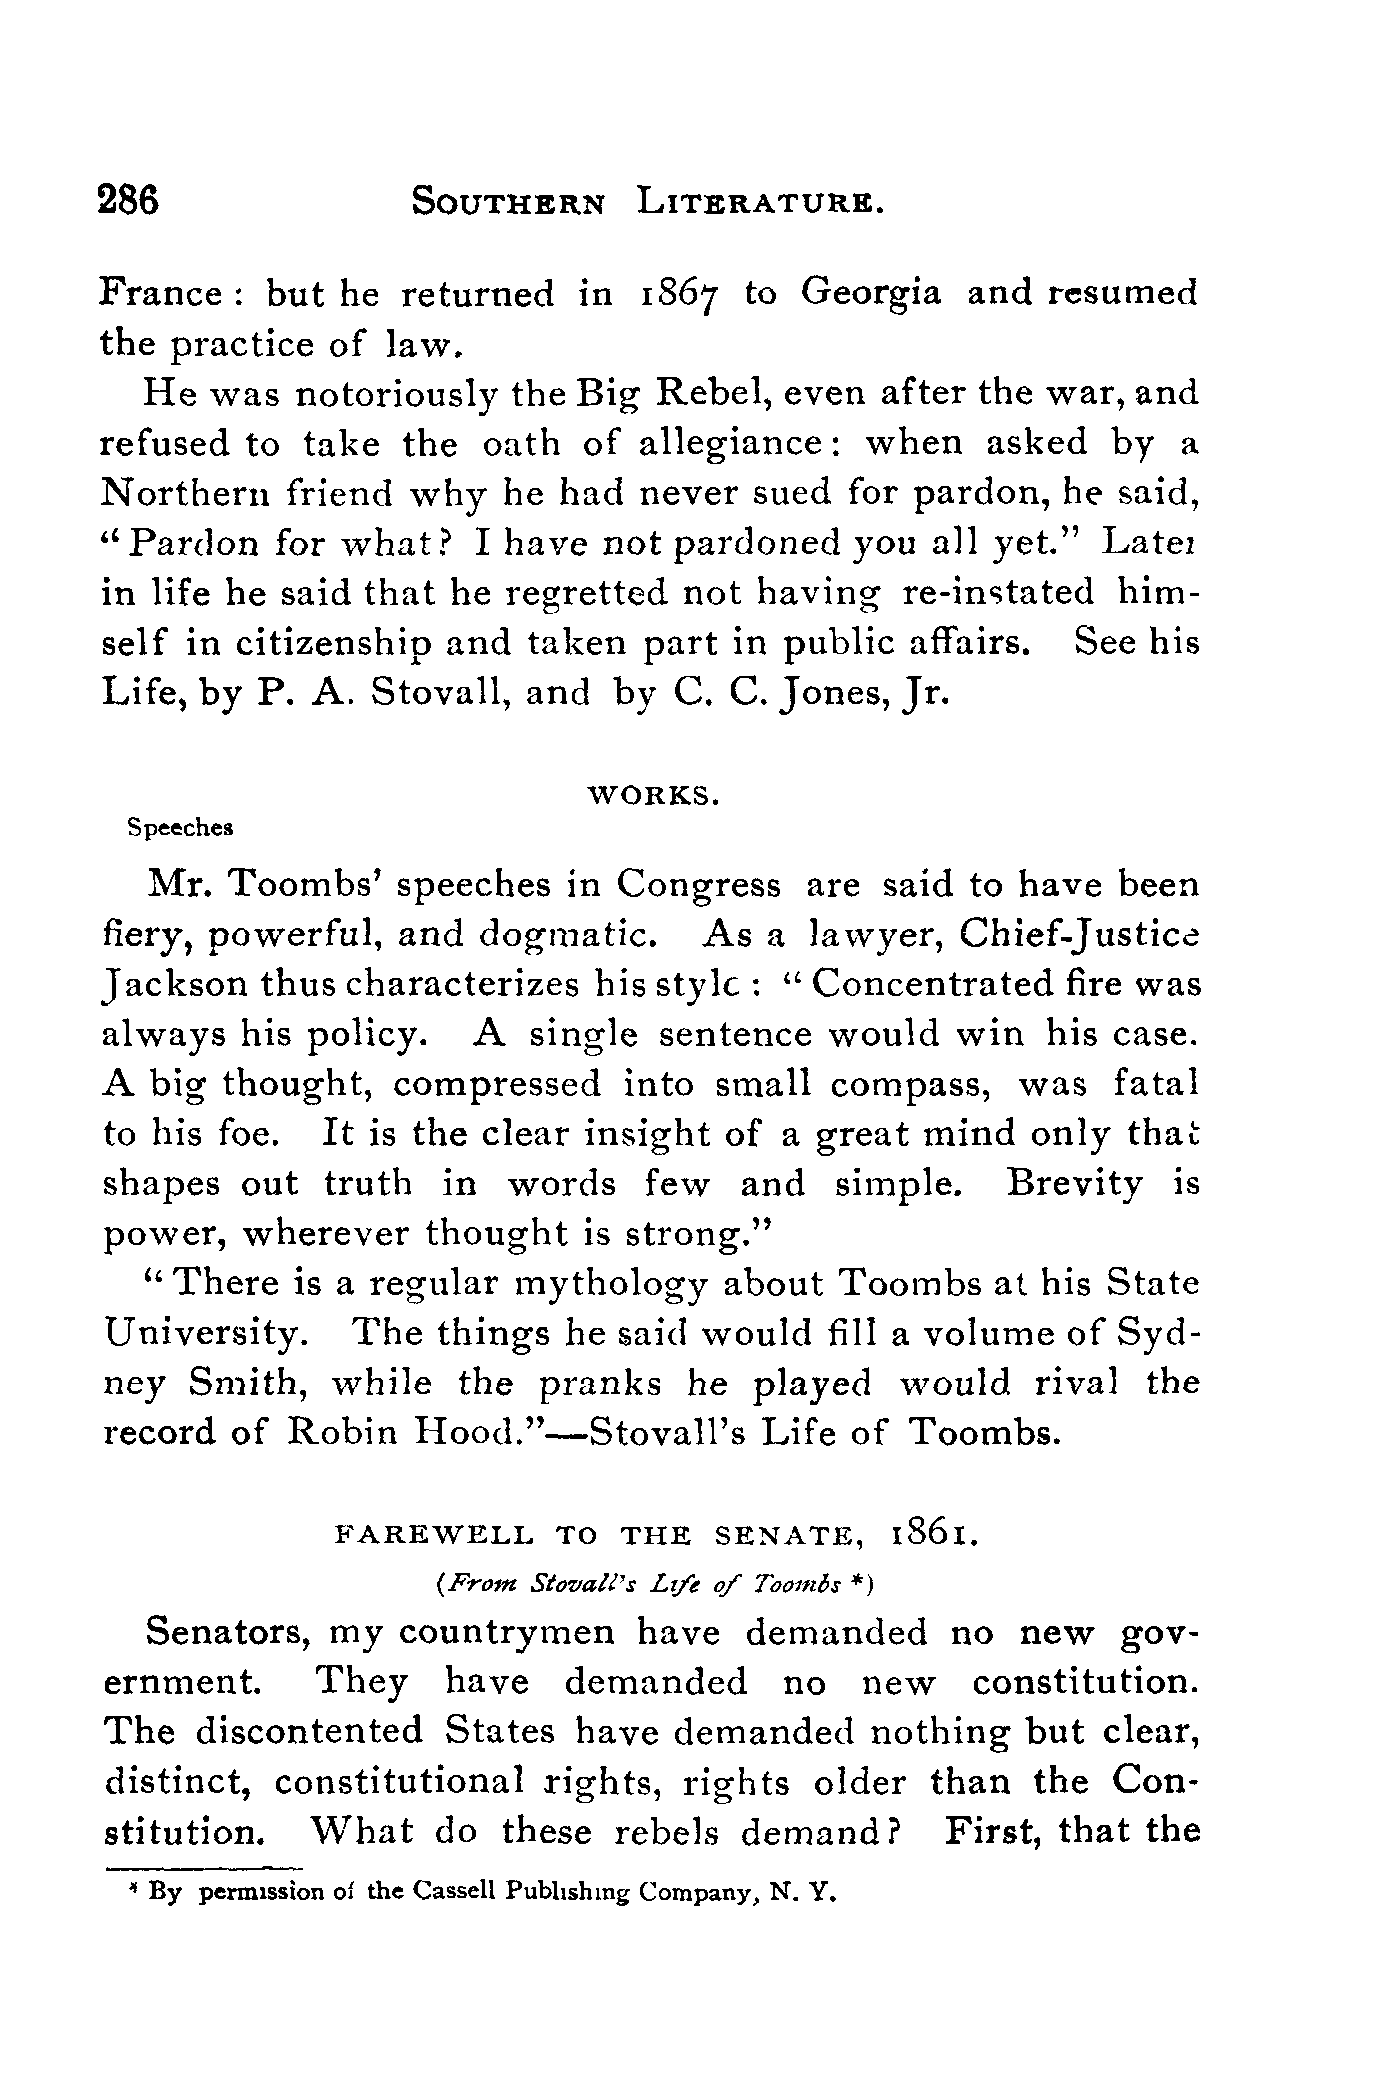 286 SOUTHERN LITERATURE.
France : but he returned in 1867 to Georgia and resumed
the practice of law.
He was notoriously the Big Rebel, even after the war, and
refused to take the oath of allegiance : when asked by a
Northern friend why he had never sued for pardon, he said,
“ Pardon for what ? I have not pardoned you all yet.” Later
in life he said that he regretted not having re-instated him-
self in citizenship and taken part in public affairs. See his
Life, by P. A. Stovall, and by C. C. Jones, Jr.
WORKS.
Speeches
Mr. Toombs’ speeches in Congress are said to have been
fiery, powerful, and dogmatic. As a lawyer, Chief-Justice
Jackson thus characterizes his style : “ Concentrated fire was
always his policy. A single sentence would win his case.
A big thought, compressed into small compass, was fatal
to his foe. It is the clear insight of a great mind only that
shapes out truth in words few and simple. Brevity is
power, wherever thought is strong.”
“ There is a regular mythology about Toombs at his State
University. The things he said would fill a volume of Syd-
ney Smith, while the pranks he played would rival the
record of Robin Hood.”—Stovall’s Life of Toombs.
FAREWELL TO THE SENATE, 1861.
(From Stovall’s Life of Toombs *)
Senators, my countrymen have demanded no new gov-
ernment. They have demanded no new constitution.
The discontented States have demanded nothing but clear,
distinct, constitutional rights, rights older than the Con-
stitution. What do these rebels demand ? First, that the
* By permission of the Cassell Publishing Company, N. Y.